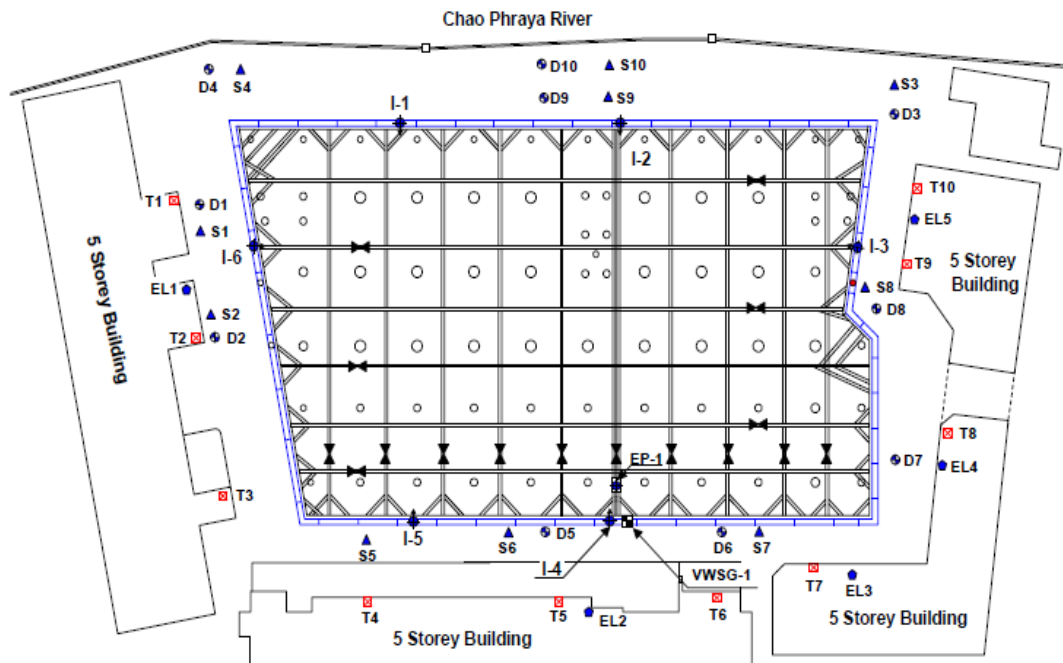 Chao Phraya River
D4
S4
D10
S10
D9
S9
S3
D3
I-1
I-2
T1
D1
S1
I-6
I-3
T10
EL5
T9
5 Storey
Building
5 Storey Building
EL1
S2
T2
D2
S8
D8
T8
EL4
D7
EP-1
T3
S5
I-5
S6
D5
I-4
D6
S7
VWSG-1
T7
EL3
T4
T5
EL2
T6
5 Storey Building
5 Storey Building